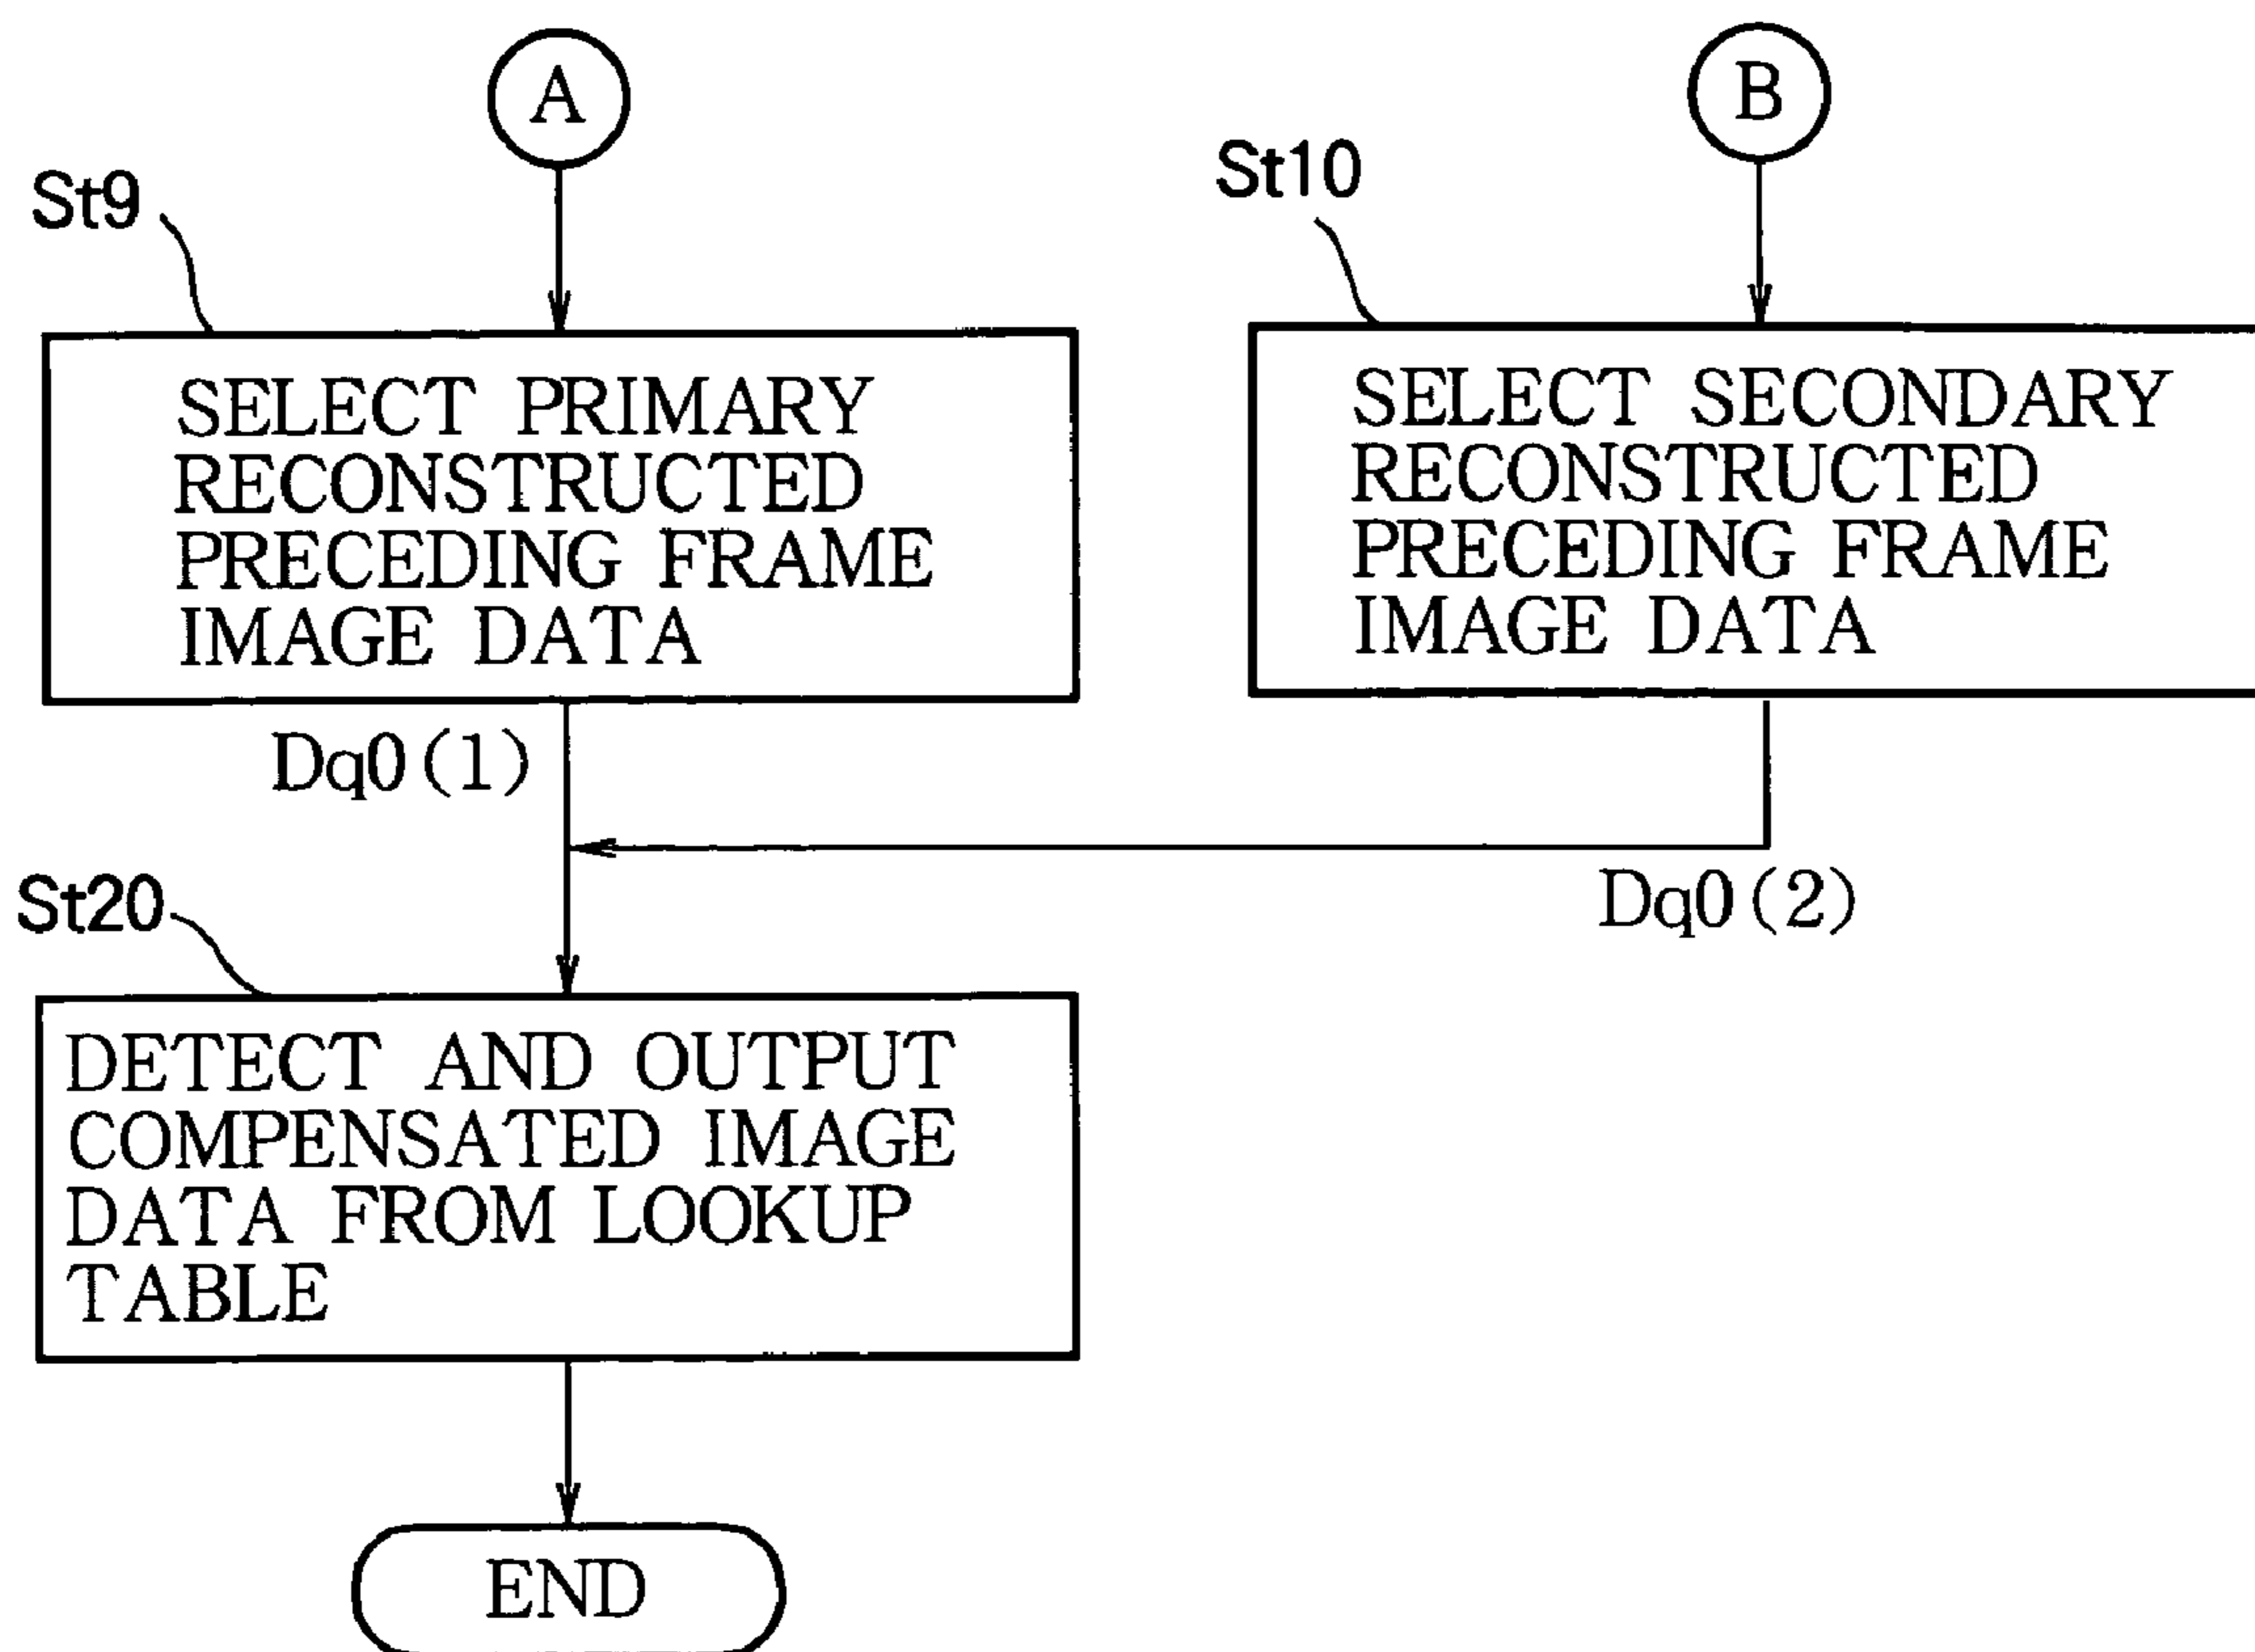 A
St9
SELECT PRIMARY
RECONSTRUCTED
PRECEDING FRAME
IMAGE DATA
Dq0(1)
B
St10
SELECT SECONDARY
RECONSTRUCTED
PRECEDING FRAME
IMAGE DATA
Dq0(2)
St20
DETECT AND OUTPUT
COMPENSATED IMAGE
DATA FROM LOOKUP
TABLE
END